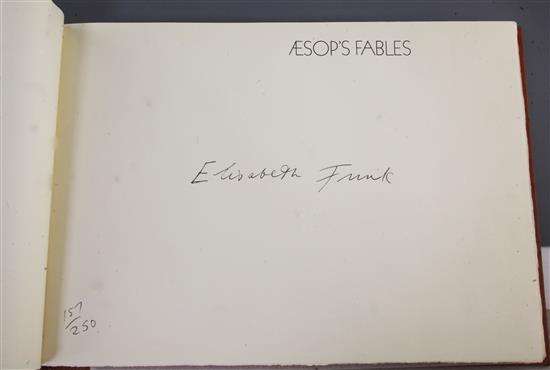 ÆSOP'S FABLES
Elisabeth Frink
157/250